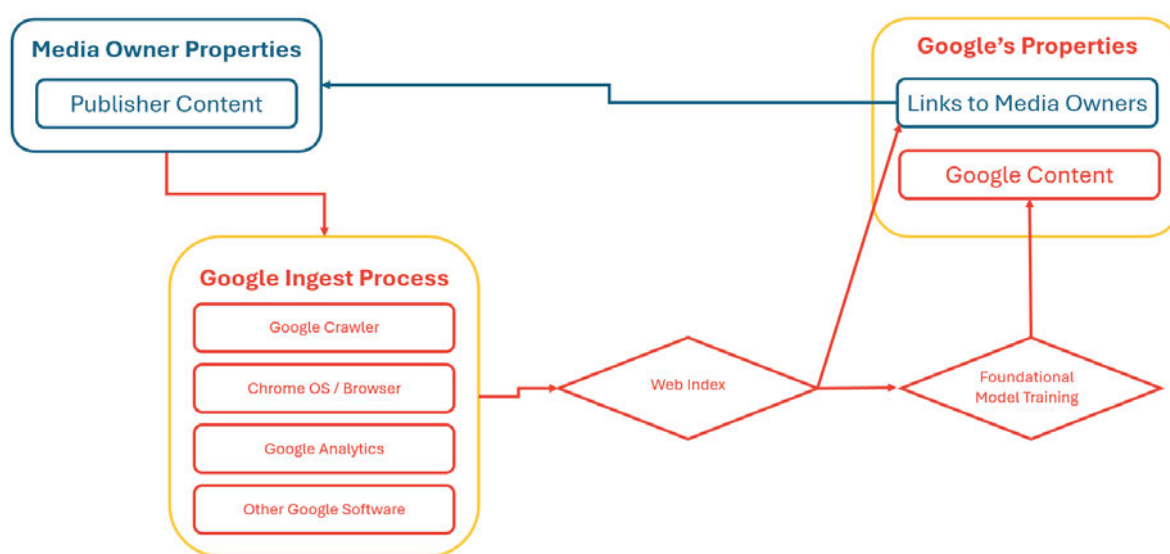 Media Owner Properties
Publisher Content
Google’s Properties
Links to Media Owners
Google Content
Google Ingest Process
Google Crawler
Chrome OS / Browser
Google Analytics
Other Google Software
Web Index
Foundational
Model Training